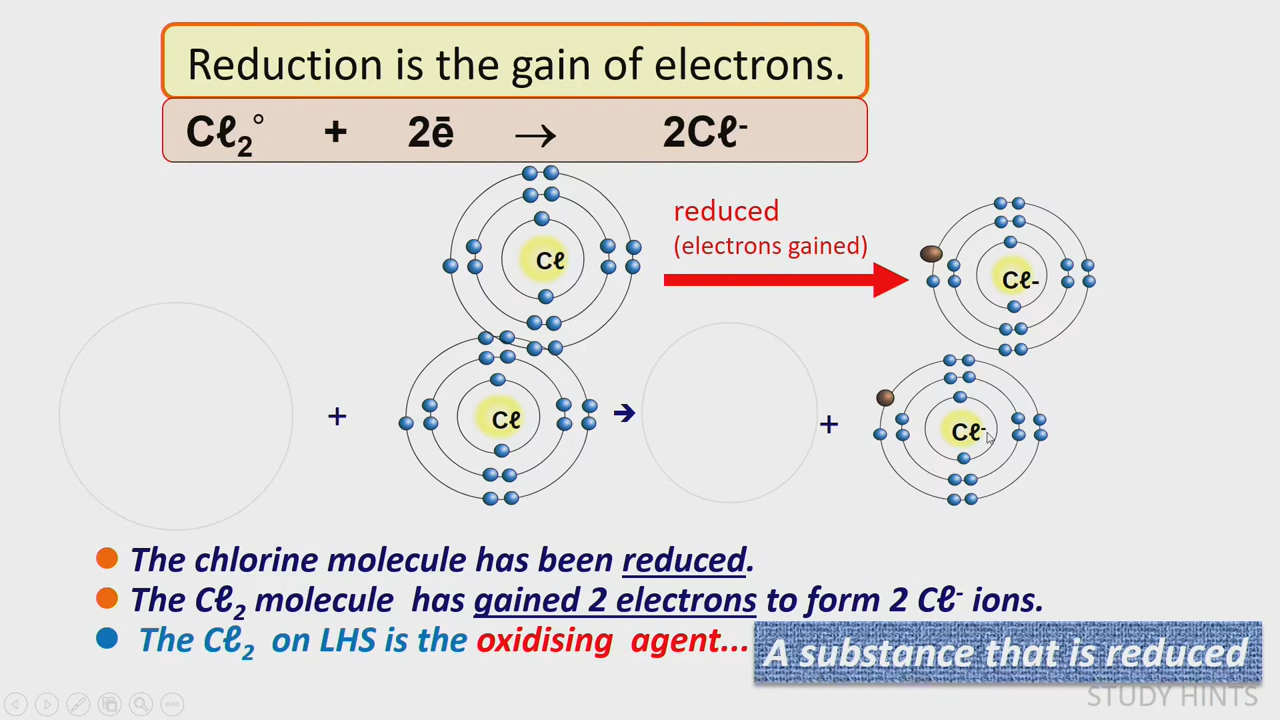 Reduction is the gain of electrons.
Cℓ₂° + 2ē → 2Cℓ⁻
reduced
(electrons gained)
Cℓ
Cℓ-
+
Cℓ
➔
+
Cℓ⁻
The chlorine molecule has been reduced.
The Cℓ₂ molecule has gained 2 electrons to form 2 Cℓ⁻ ions.
The Cℓ₂ on LHS is the oxidising agent...
A substance that is reduced
STUDY HINTS